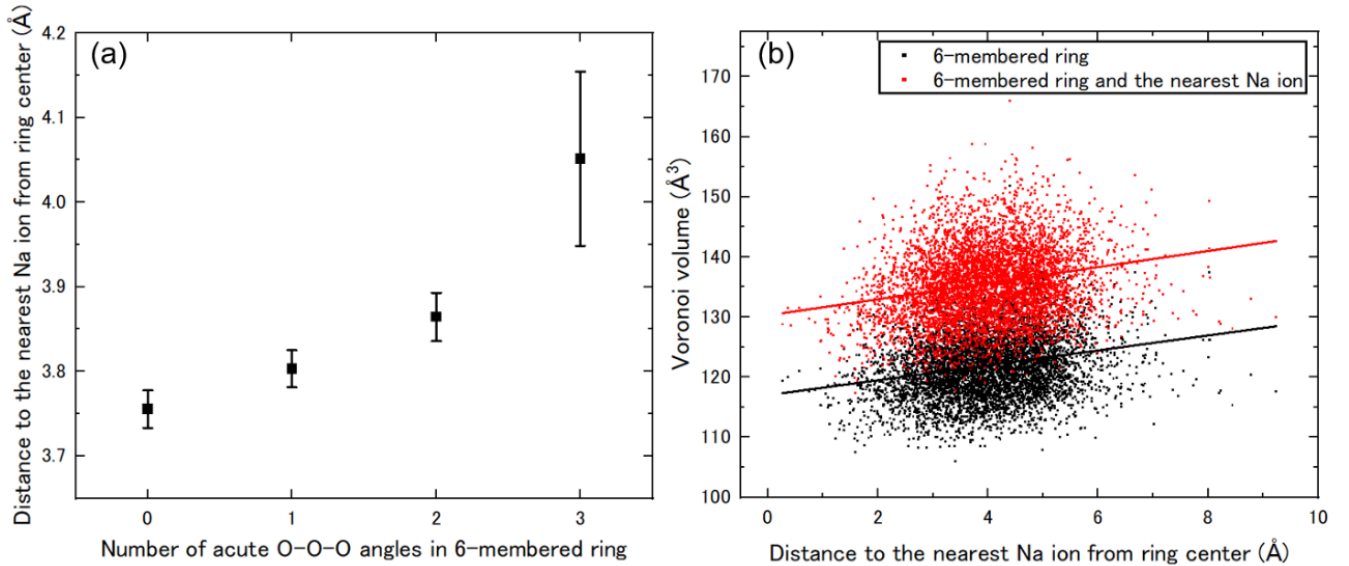 (a)
Distance to the nearest Na ion from ring center (Å)
4.2
4.1
4.0
3.9
3.8
3.7
0 1 2 3
Number of acute O-O-O angles in 6-membered ring
(b)
6-membered ring
6-membered ring and the nearest Na ion
Voronoi volume (Å³)
170
160
150
140
130
120
110
100
0 2 4 6 8 10
Distance to the nearest Na ion from ring center (Å)